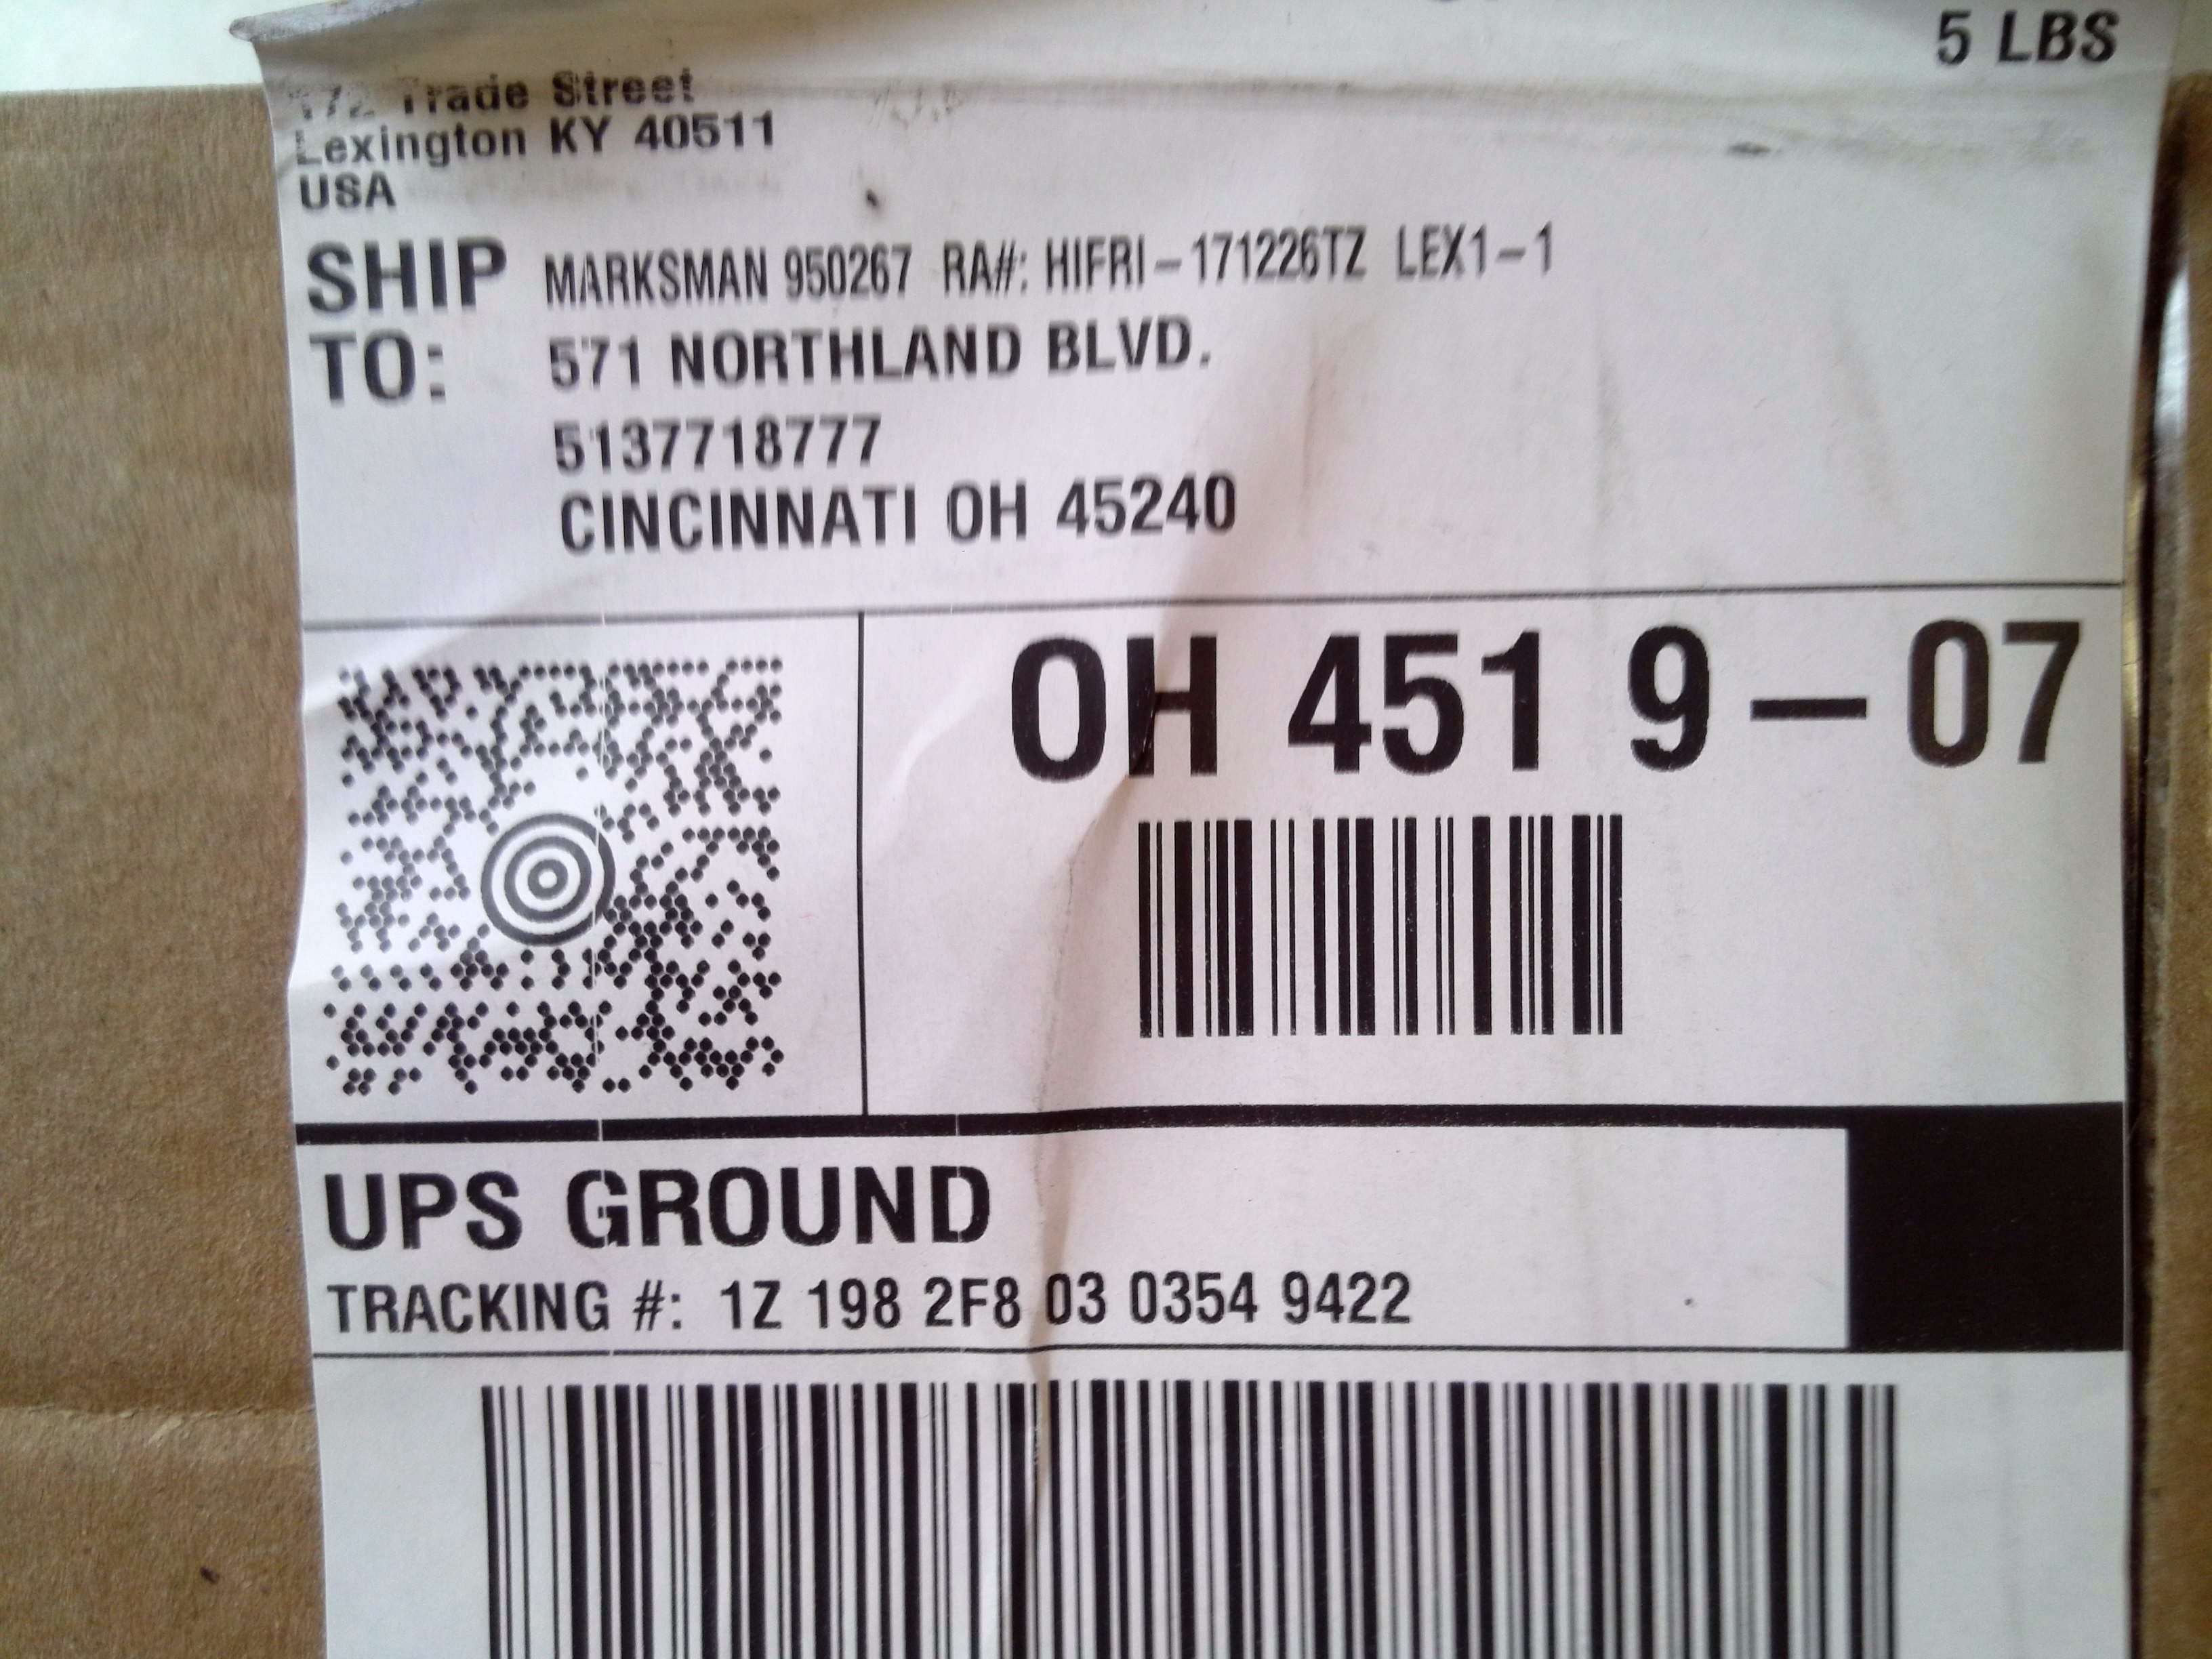 5 LBS
172 Trade Street
Lexington KY 40511
USA
SHIP TO:
MARKSMAN 950267 RA#: HIFRI-171226TZ LEX1-1
571 NORTHLAND BLVD.
5137718777
CINCINNATI OH 45240
OH 451 9-07
UPS GROUND
TRACKING #: 1Z 198 2F8 03 0354 9422